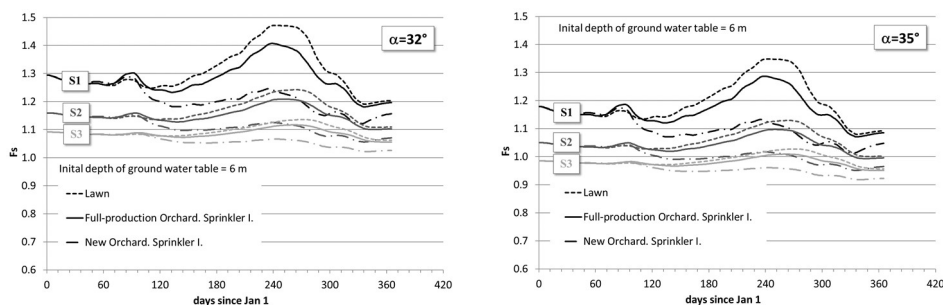 1.5
1.4
1.3
1.2
1.1
1.0
0.9
0.8
0.7
0.6
Fs
α=32°
S1
S2
S3
Inital depth of ground water table = 6 m
Lawn
Full-production Orchard. Sprinkler I.
New Orchard. Sprinkler I.
0 60 120 180 240 300 360 420
days since Jan 1
1.5
1.4
1.3
1.2
1.1
1.0
0.9
0.8
0.7
0.6
Fs
Inital depth of ground water table = 6 m
α=35°
S1
S2
S3
Lawn
Full-production Orchard. Sprinkler I.
New Orchard. Sprinkler I.
0 60 120 180 240 300 360 420
days since Jan 1